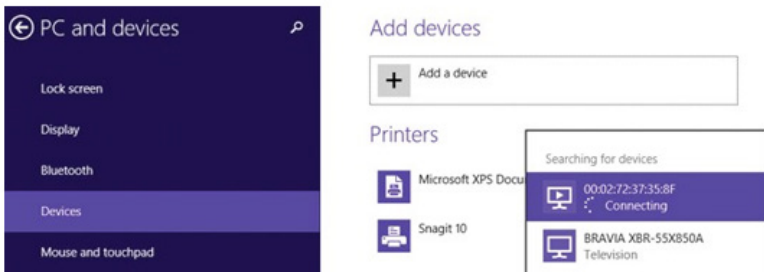 PC and devices
Lock screen
Display
Bluetooth
Devices
Mouse and touchpad
Add devices
Add a device
Printers
Microsoft XPS Docu
Snagit 10
Searching for devices
00:02:72:37:35:8F
Connecting
BRAVIA XBR-55X850A
Television